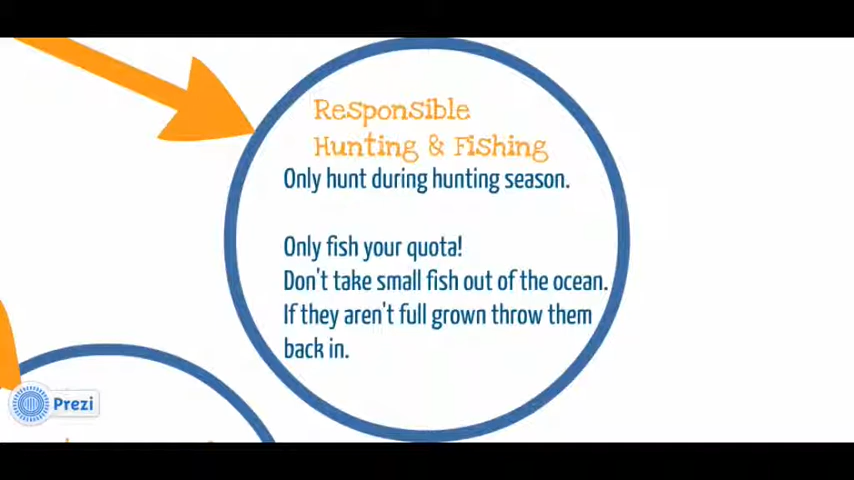 Responsible
Hunting & Fishing
Only hunt during hunting season.
Only fish your quota!
Don't take small fish out of the ocean.
If they aren't full grown throw them
back in.
Prezi